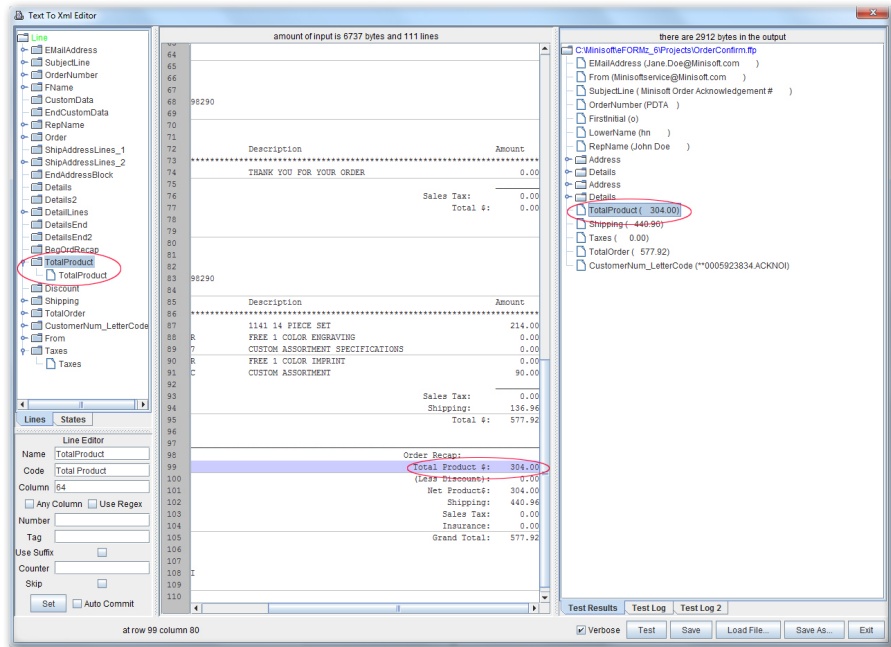 Text To Xml Editor
Line
EMailAddress
SubjectLine
OrderNumber
FName
CustomData
EndCustomData
RepName
Order
ShipAddressLines_1
ShipAddressLines_2
EndAddressBlock
Details
Details2
DetailLines
DetailsEnd
DetailsEnd2
BegOrdRecap
TotalProduct
TotalProduct
Discount
Shipping
TotalOrder
CustomerNum_LetterCode
From
Taxes
Taxes
Lines States
Line Editor
Name TotalProduct
Code Total Product
Column 64
Any Column Use Regex
Number
Tag
Use Suffix
Counter
Skip
Set Auto Commit
amount of input is 6737 bytes and 111 lines
64
65
66
67
68 98290
69
70
71
72 Description Amount
73 ****************************************************
74 THANK YOU FOR YOUR ORDER 0.00
75
76 Sales Tax: 0.00
77 Total $: 0.00
78
79
80
81
82
83 98290
84
85 Description Amount
86 ****************************************************
87 1141 14 PIECE SET 214.00
88 R FREE 1 COLOR ENGRAVING 0.00
89 7 CUSTOM ASSORTMENT SPECIFICATIONS 0.00
90 R FREE 1 COLOR IMPRINT 0.00
91 C CUSTOM ASSORTMENT 90.00
92
93 Sales Tax: 0.00
94 Shipping: 136.96
95 Total $: 577.92
96
97
98 Order Recap:
99 Total Product $: 304.00
100 (Less Discount): 0.00
101 Net Product$: 304.00
102 Shipping: 440.96
103 Sales Tax: 0.00
104 Insurance: 0.00
105 Grand Total: 577.92
106
107
108 I
109
110
there are 2912 bytes in the output
C:\Minisoft\eFORMz_6\Projects\OrderConfirm.ffp
EMailAddress (Jane.Doe@Minisoft.com )
From (Minisoftservice@Minisoft.com )
SubjectLine ( Minisoft Order Acknowledgement # )
OrderNumber (PDTA )
FirstInitial (o)
LowerName (hn )
RepName (John Doe )
Address
Details
Address
Details
TotalProduct ( 304.00)
Shipping ( 440.96)
Taxes ( 0.00)
TotalOrder ( 577.92)
CustomerNum_LetterCode (**0005923834.ACKNOI)
Test Results Test Log Test Log 2
at row 99 column 80
Verbose Test Save Load File... Save As... Exit